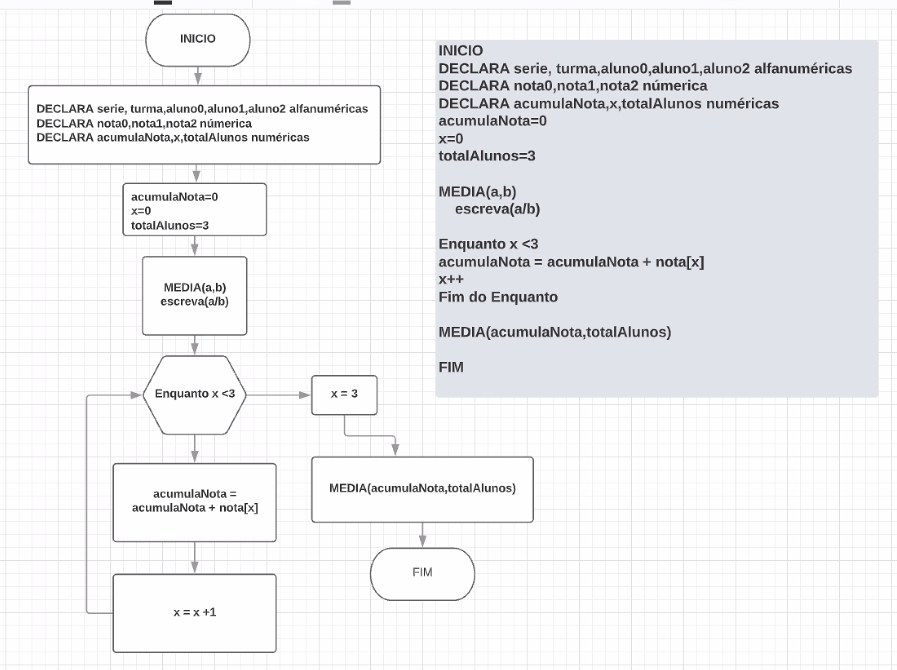 INICIO
DECLARA serie, turma,aluno0,aluno1,aluno2 alfanuméricas
DECLARA nota0,nota1,nota2 númerica
DECLARA acumulaNota,x,totalAlunos numéricas
acumulaNota=0
x=0
totalAlunos=3
MEDIA(a,b)
escreva(a/b)
Enquanto x <3
x = 3
acumulaNota =
acumulaNota + nota[x]
MEDIA(acumulaNota,totalAlunos)
x = x +1
FIM
INICIO
DECLARA serie, turma,aluno0,aluno1,aluno2 alfanuméricas
DECLARA nota0,nota1,nota2 númerica
DECLARA acumulaNota,x,totalAlunos numéricas
acumulaNota=0
x=0
totalAlunos=3
MEDIA(a,b)
escreva(a/b)
Enquanto x <3
acumulaNota = acumulaNota + nota[x]
x++
Fim do Enquanto
MEDIA(acumulaNota,totalAlunos)
FIM